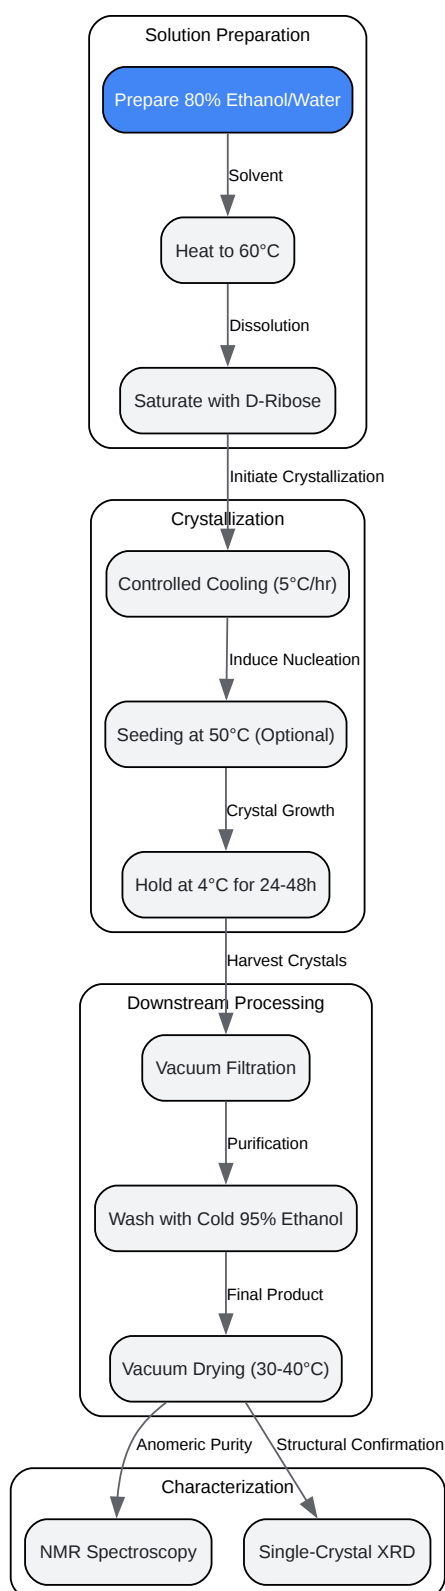 Solution Preparation
Prepare 80% Ethanol/Water
Solvent
Heat to 60°C
Dissolution
Saturate with D-Ribose
Initiate Crystallization
Crystallization
Controlled Cooling (5°C/hr)
Induce Nucleation
Seeding at 50°C (Optional)
Crystal Growth
Hold at 4°C for 24-48h
Harvest Crystals
Downstream Processing
Vacuum Filtration
Purification
Wash with Cold 95% Ethanol
Final Product
Vacuum Drying (30-40°C)
Anomeric Purity
Structural Confirmation
Characterization
NMR Spectroscopy
Single-Crystal XRD